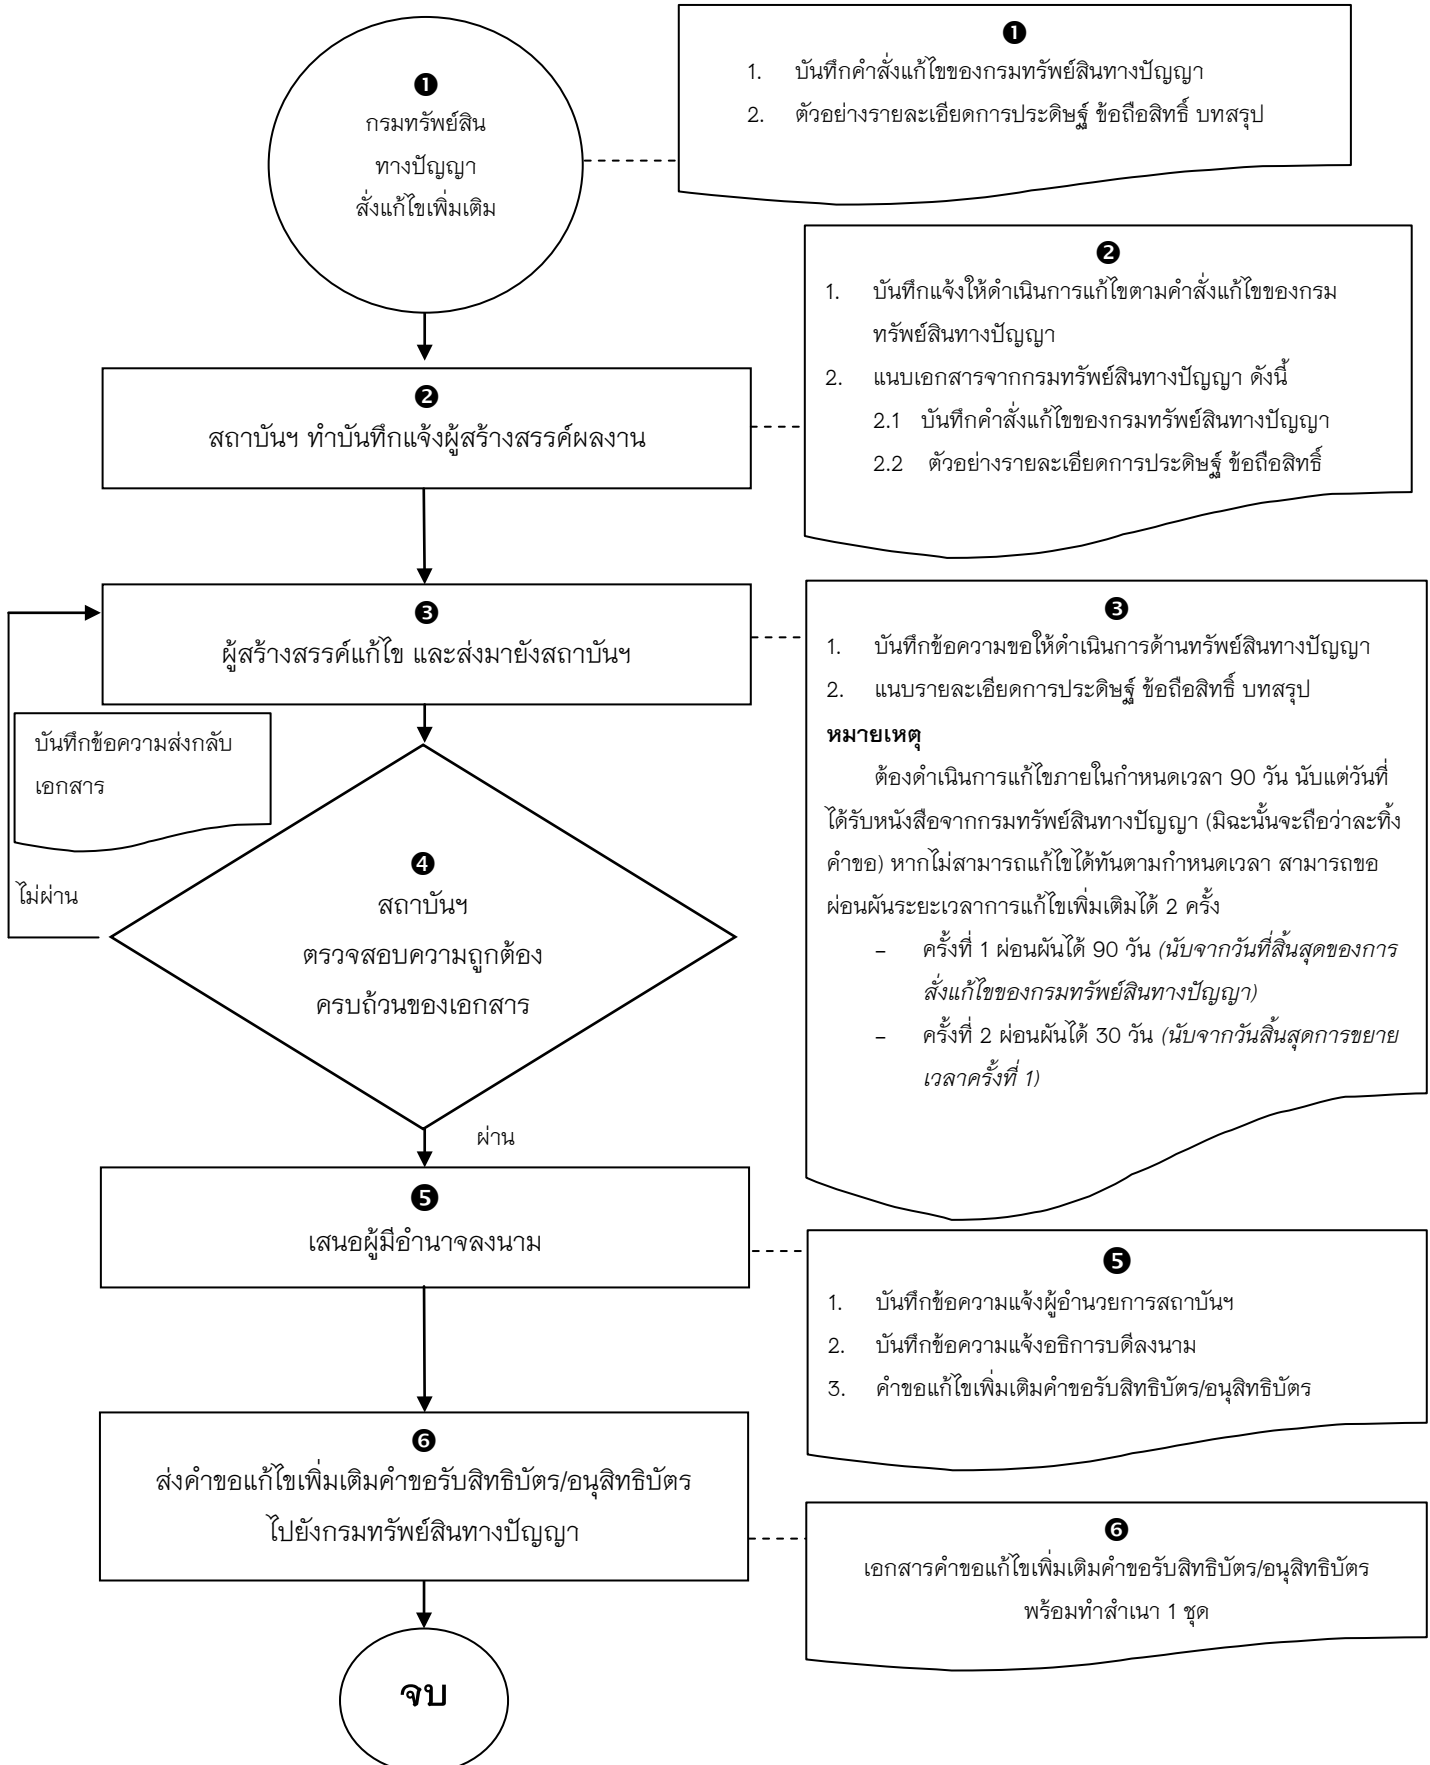 ❶
กรมทรัพย์สิน
ทางปัญญา
สั่งแก้ไขเพิ่มเติม
❶
1. บันทึกคำสั่งแก้ไขของกรมทรัพย์สินทางปัญญา
2. ตัวอย่างรายละเอียดการประดิษฐ์ ข้อถือสิทธิ์ บทสรุป
❷
สถาบันฯ ทำบันทึกแจ้งผู้สร้างสรรค์ผลงาน
❷
1. บันทึกแจ้งให้ดำเนินการแก้ไขตามคำสั่งแก้ไขของกรม
ทรัพย์สินทางปัญญา
2. แนบเอกสารจากกรมทรัพย์สินทางปัญญา ดังนี้
2.1 บันทึกคำสั่งแก้ไขของกรมทรัพย์สินทางปัญญา
2.2 ตัวอย่างรายละเอียดการประดิษฐ์ ข้อถือสิทธิ์
❸
ผู้สร้างสรรค์แก้ไข และส่งมายังสถาบันฯ
❸
1. บันทึกข้อความขอให้ดำเนินการด้านทรัพย์สินทางปัญญา
2. แนบรายละเอียดการประดิษฐ์ ข้อถือสิทธิ์ บทสรุป
หมายเหตุ
ต้องดำเนินการแก้ไขภายในกำหนดเวลา 90 วัน นับแต่วันที่
ได้รับหนังสือจากกรมทรัพย์สินทางปัญญา (มิฉะนั้นจะถือว่าละทิ้ง
คำขอ) หากไม่สามารถแก้ไขได้ทันตามกำหนดเวลา สามารถขอ
ผ่อนผันระยะเวลาการแก้ไขเพิ่มเติมได้ 2 ครั้ง
– ครั้งที่ 1 ผ่อนผันได้ 90 วัน (นับจากวันที่สิ้นสุดของการ
สั่งแก้ไขของกรมทรัพย์สินทางปัญญา)
– ครั้งที่ 2 ผ่อนผันได้ 30 วัน (นับจากวันสิ้นสุดการขยาย
เวลาครั้งที่ 1)
บันทึกข้อความส่งกลับ
เอกสาร
ไม่ผ่าน
❹
สถาบันฯ
ตรวจสอบความถูกต้อง
ครบถ้วนของเอกสาร
ผ่าน
❺
เสนอผู้มีอำนาจลงนาม
❺
1. บันทึกข้อความแจ้งผู้อำนวยการสถาบันฯ
2. บันทึกข้อความแจ้งอธิการบดีลงนาม
3. คำขอแก้ไขเพิ่มเติมคำขอรับสิทธิบัตร/อนุสิทธิบัตร
❻
ส่งคำขอแก้ไขเพิ่มเติมคำขอรับสิทธิบัตร/อนุสิทธิบัตร
ไปยังกรมทรัพย์สินทางปัญญา
❻
เอกสารคำขอแก้ไขเพิ่มเติมคำขอรับสิทธิบัตร/อนุสิทธิบัตร
พร้อมทำสำเนา 1 ชุด
จบ